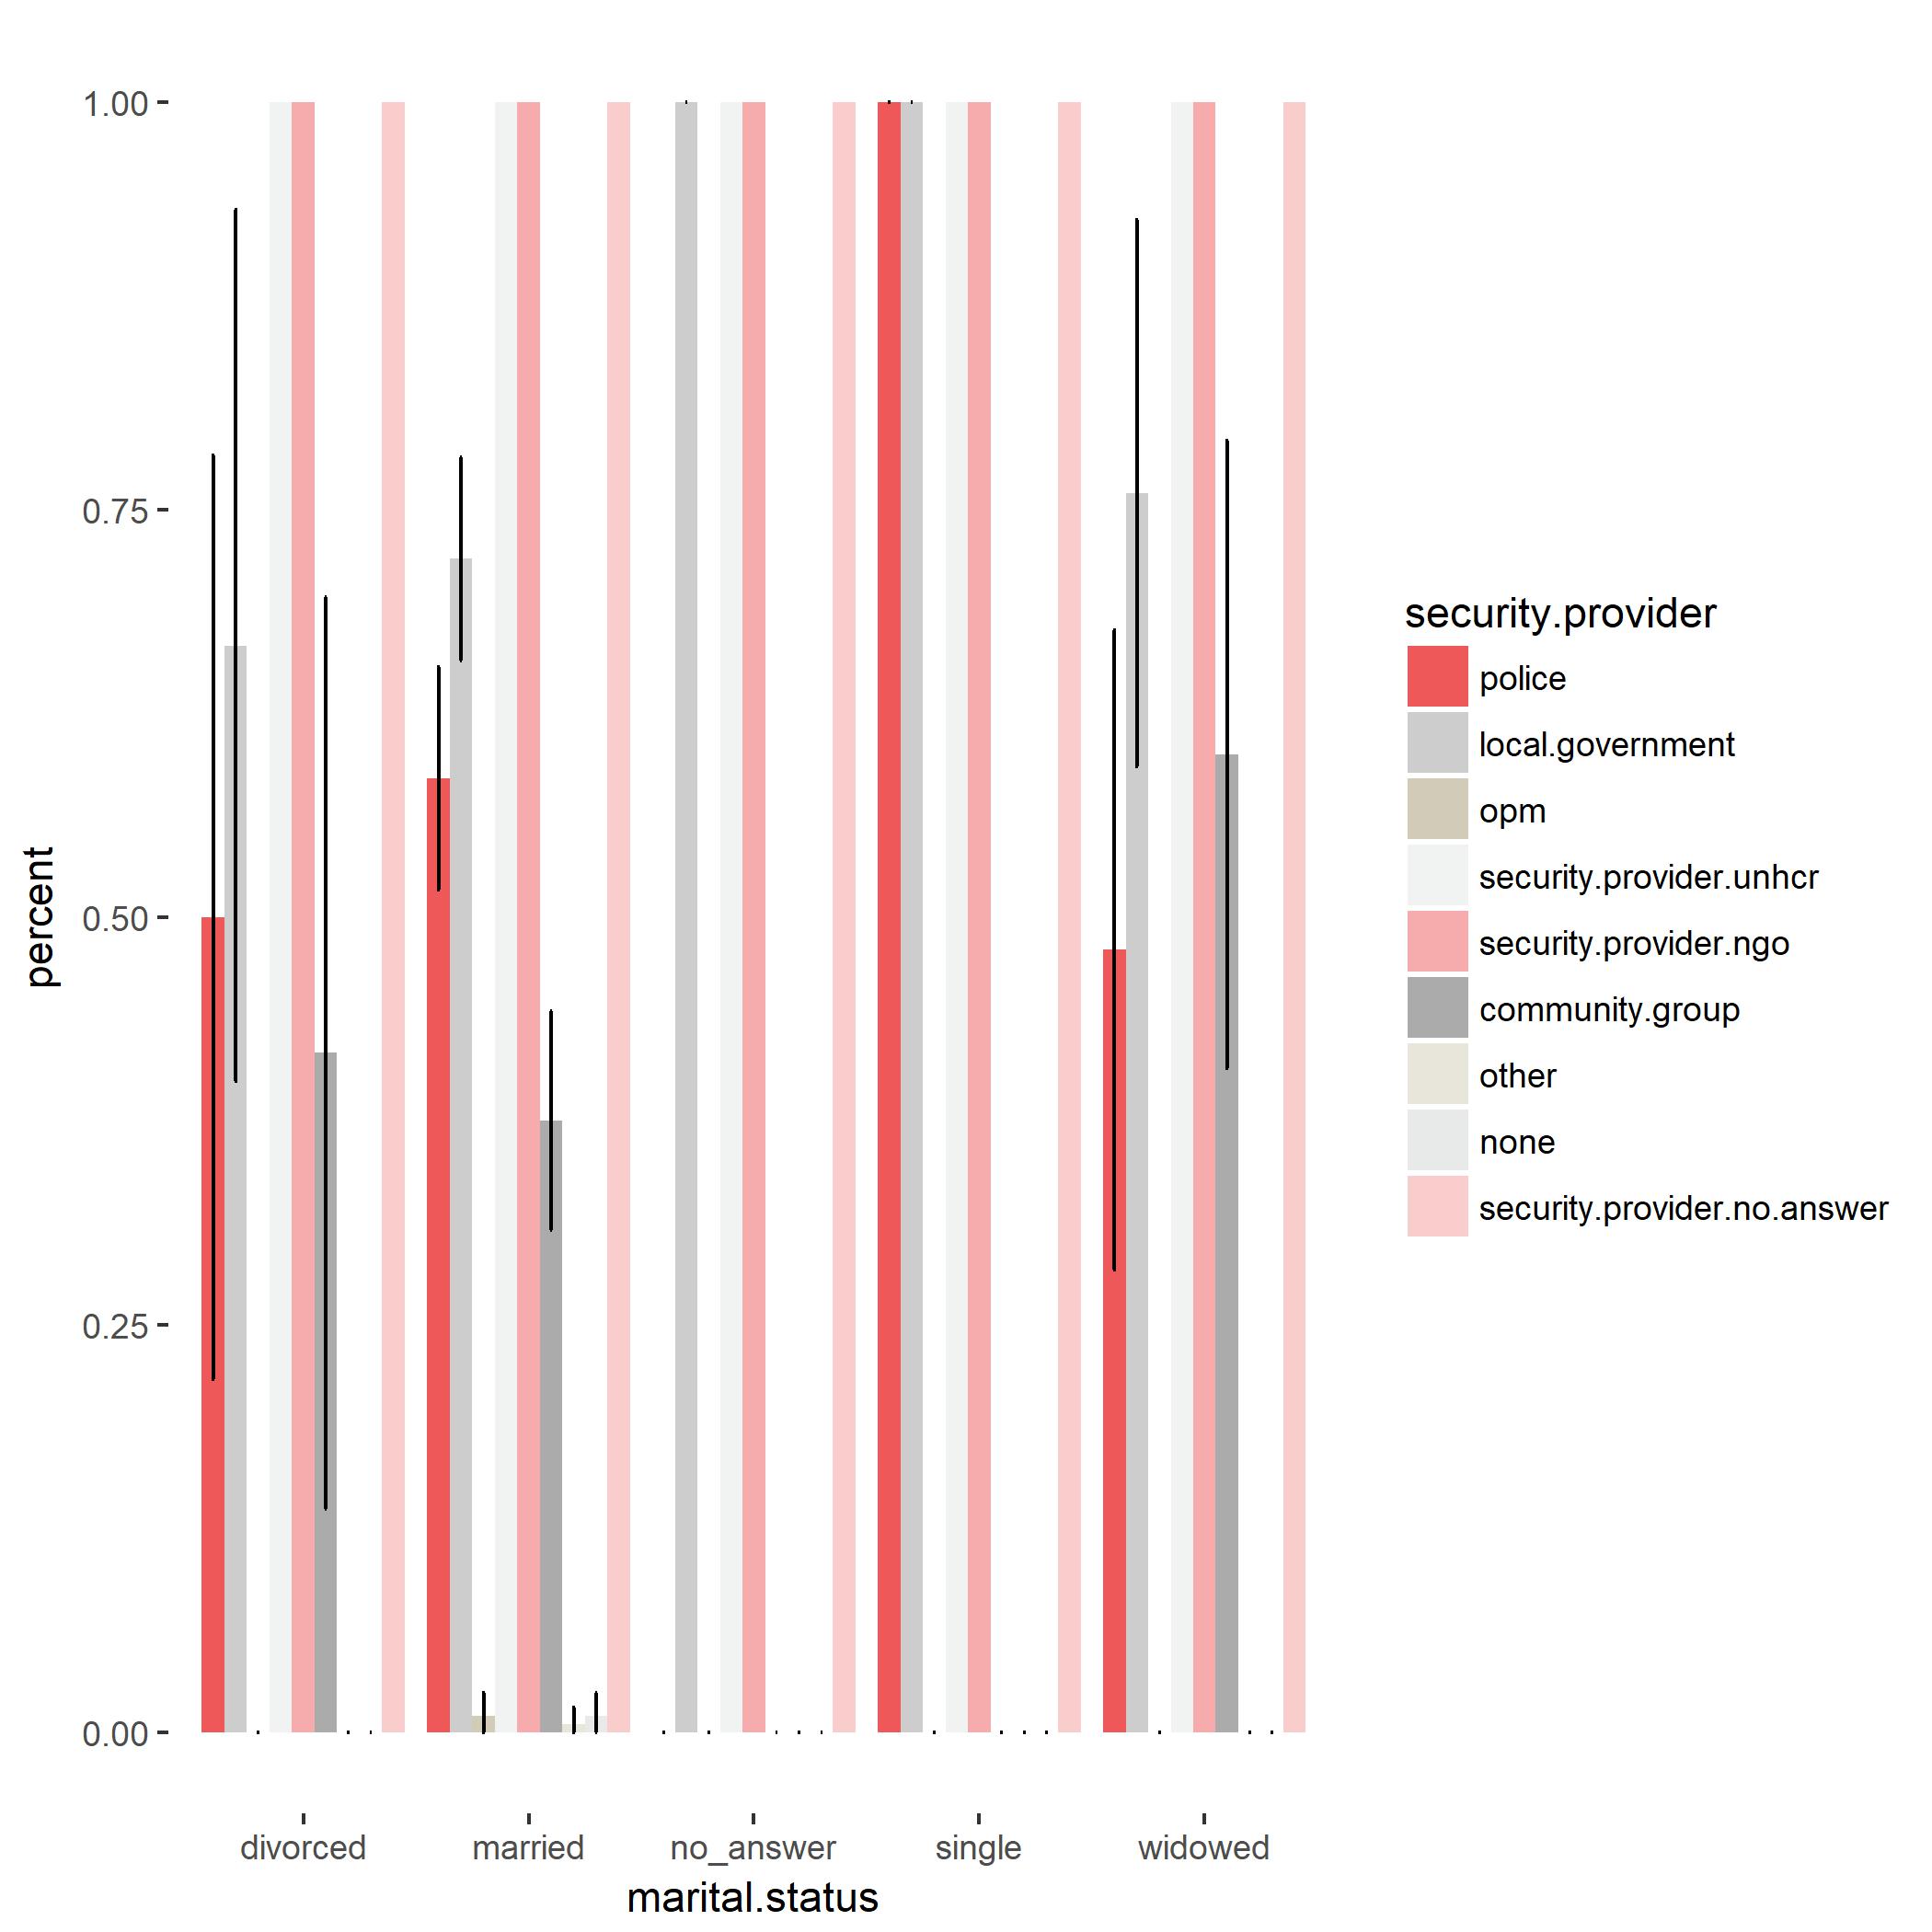 1.00
0.75
0.50
0.25
0.00
percent
divorced
married
no_answer
single
widowed
marital.status
security.provider
police
local.government
opm
security.provider.unhcr
security.provider.ngo
community.group
other
none
security.provider.no.answer